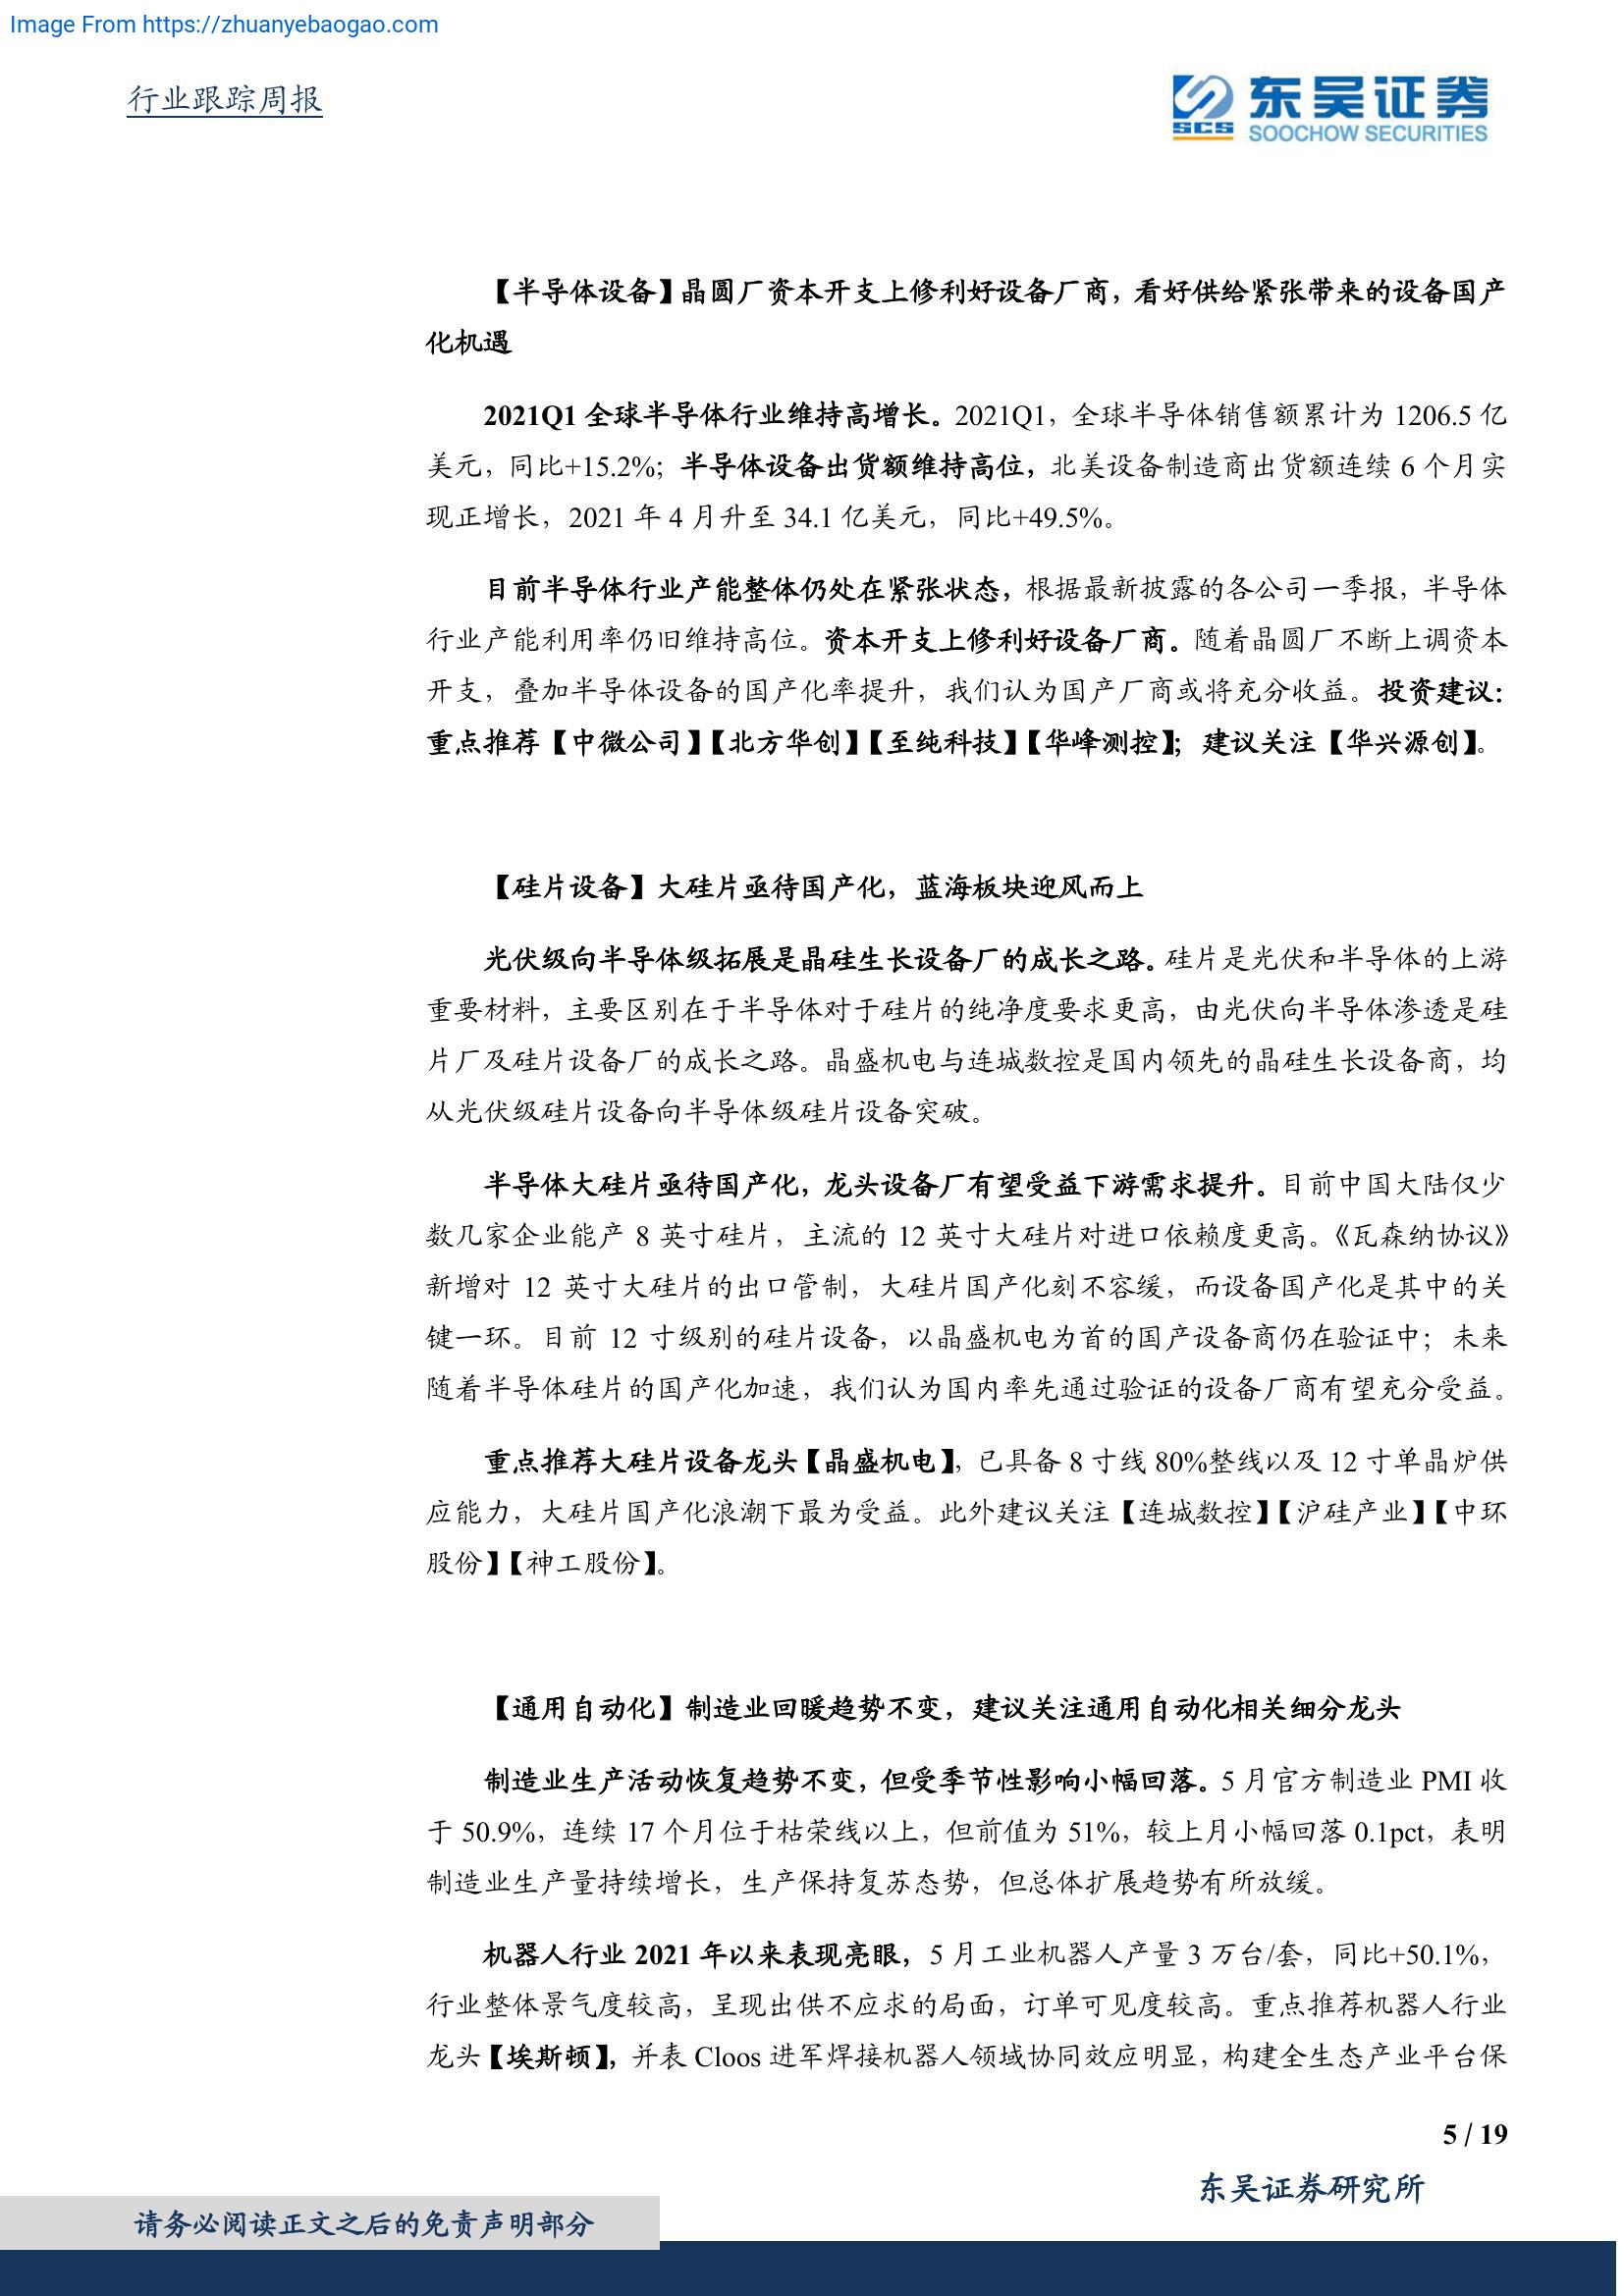 Image From https://zhuanyebaogao.com
行业跟踪周报
SCS
东吴证券
SOOCHOW SECURITIES
【半导体设备】晶圆厂资本开支上修利好设备厂商，看好供给紧张带来的设备国产
化机遇
2021Q1 全球半导体行业维持高增长。2021Q1，全球半导体销售额累计为 1206.5 亿
美元，同比+15.2%；半导体设备出货额维持高位，北美设备制造商出货额连续 6 个月实
现正增长，2021 年 4 月升至 34.1 亿美元，同比+49.5%。
目前半导体行业产能整体仍处在紧张状态，根据最新披露的各公司一季报，半导体
行业产能利用率仍旧维持高位。资本开支上修利好设备厂商。随着晶圆厂不断上调资本
开支，叠加半导体设备的国产化率提升，我们认为国产厂商或将充分收益。投资建议：
重点推荐【中微公司】【北方华创】【至纯科技】【华峰测控】；建议关注【华兴源创】。
【硅片设备】大硅片亟待国产化，蓝海板块迎风而上
光伏级向半导体级拓展是晶硅生长设备厂的成长之路。硅片是光伏和半导体的上游
重要材料，主要区别在于半导体对于硅片的纯净度要求更高，由光伏向半导体渗透是硅
片厂及硅片设备厂的成长之路。晶盛机电与连城数控是国内领先的晶硅生长设备商，均
从光伏级硅片设备向半导体级硅片设备突破。
半导体大硅片亟待国产化，龙头设备厂有望受益下游需求提升。目前中国大陆仅少
数几家企业能产 8 英寸硅片，主流的 12 英寸大硅片对进口依赖度更高。《瓦森纳协议》
新增对 12 英寸大硅片的出口管制，大硅片国产化刻不容缓，而设备国产化是其中的关
键一环。目前 12 寸级别的硅片设备，以晶盛机电为首的国产设备商仍在验证中；未来
随着半导体硅片的国产化加速，我们认为国内率先通过验证的设备厂商有望充分受益。
重点推荐大硅片设备龙头【晶盛机电】，已具备 8 寸线 80%整线以及 12 寸单晶炉供
应能力，大硅片国产化浪潮下最为受益。此外建议关注【连城数控】【沪硅产业】【中环
股份】【神工股份】。
【通用自动化】制造业回暖趋势不变，建议关注通用自动化相关细分龙头
制造业生产活动恢复趋势不变，但受季节性影响小幅回落。5 月官方制造业 PMI 收
于 50.9%，连续 17 个月位于枯荣线以上，但前值为 51%，较上月小幅回落 0.1pct，表明
制造业生产量持续增长，生产保持复苏态势，但总体扩展趋势有所放缓。
机器人行业 2021 年以来表现亮眼，5 月工业机器人产量 3 万台/套，同比+50.1%，
行业整体景气度较高，呈现出供不应求的局面，订单可见度较高。重点推荐机器人行业
龙头【埃斯顿】，并表 Cloos 进军焊接机器人领域协同效应明显，构建全生态产业平台保
5 / 19
东吴证券研究所
请务必阅读正文之后的免责声明部分